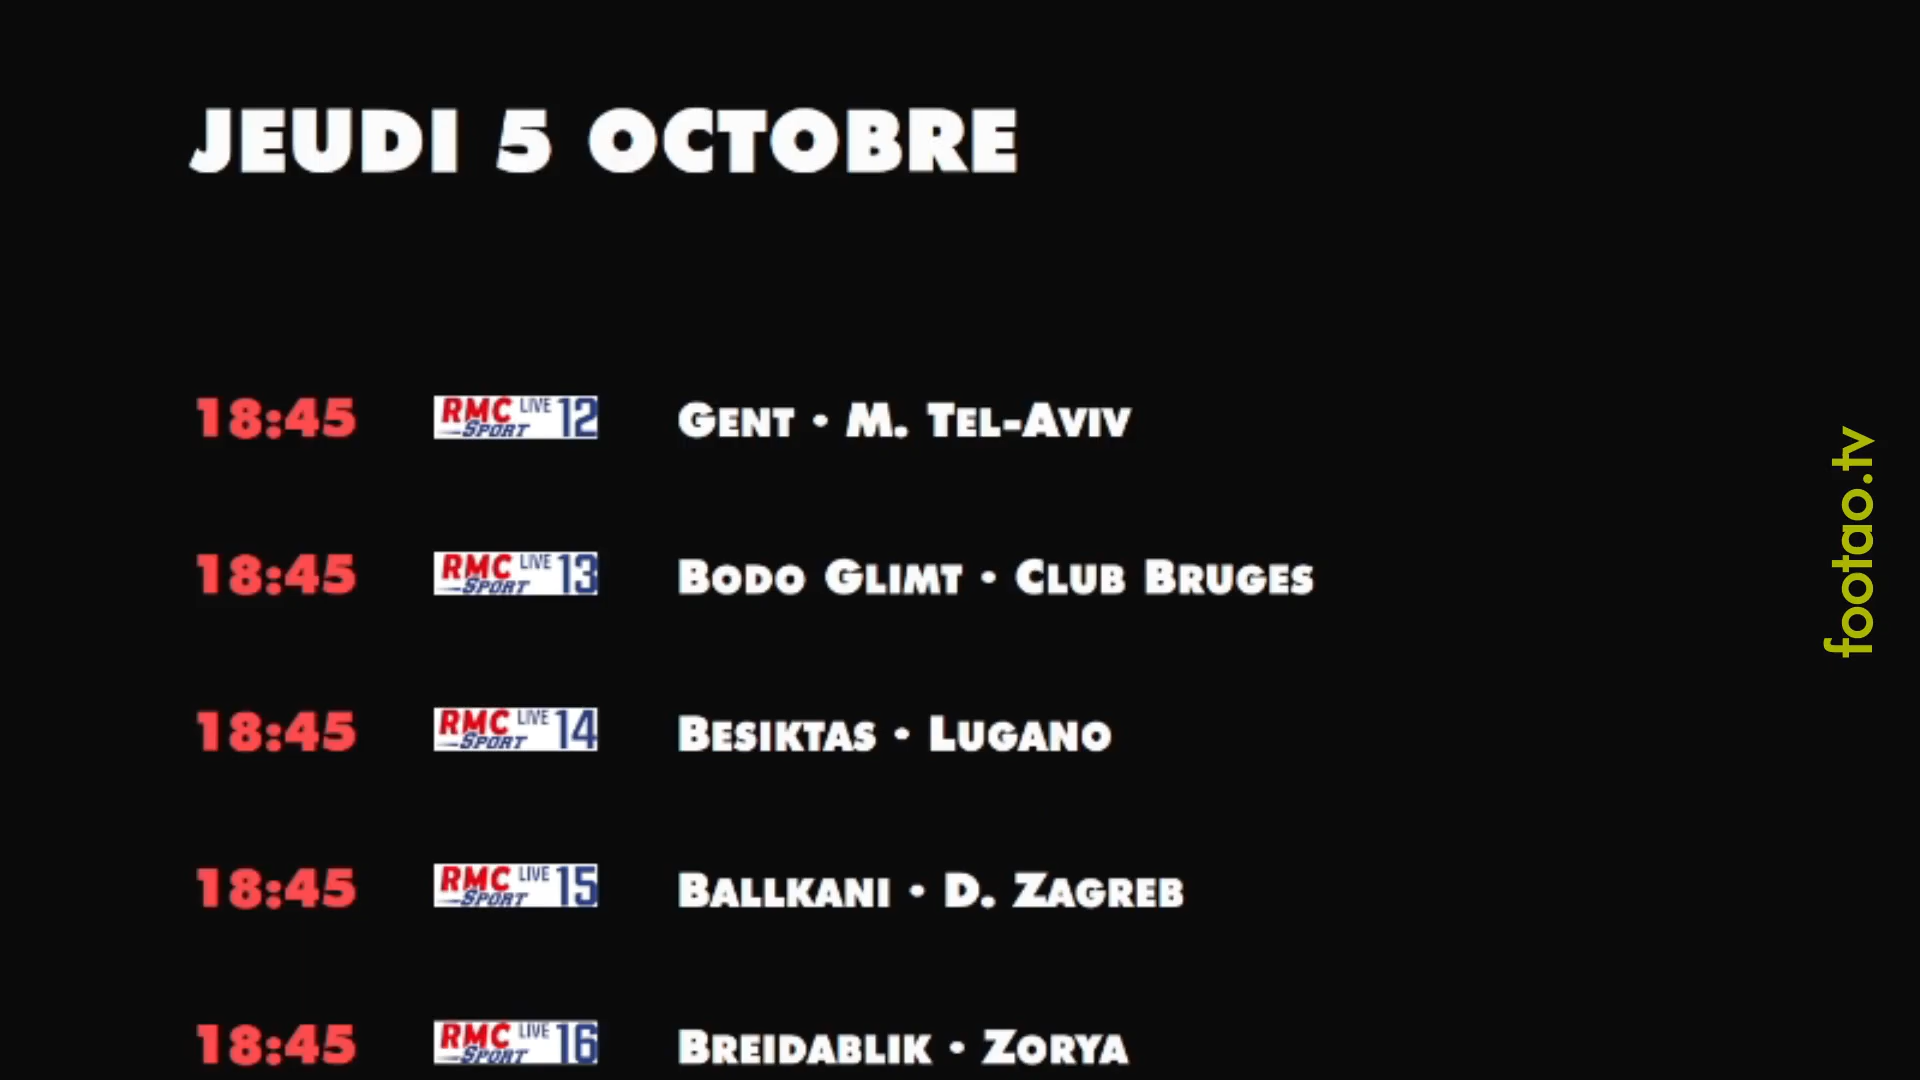 JEUDI 5 OCTOBRE
18:45 RMC SPORT LIVE 12 GENT • M. TEL-AVIV
18:45 RMC SPORT LIVE 13 BODO GLIMT • CLUB BRUGES
18:45 RMC SPORT LIVE 14 BESIKTAS • LUGANO
18:45 RMC SPORT LIVE 15 BALLKANI • D. ZAGREB
18:45 RMC SPORT LIVE 16 BREIDABLIK • ZORYA
footao.tv